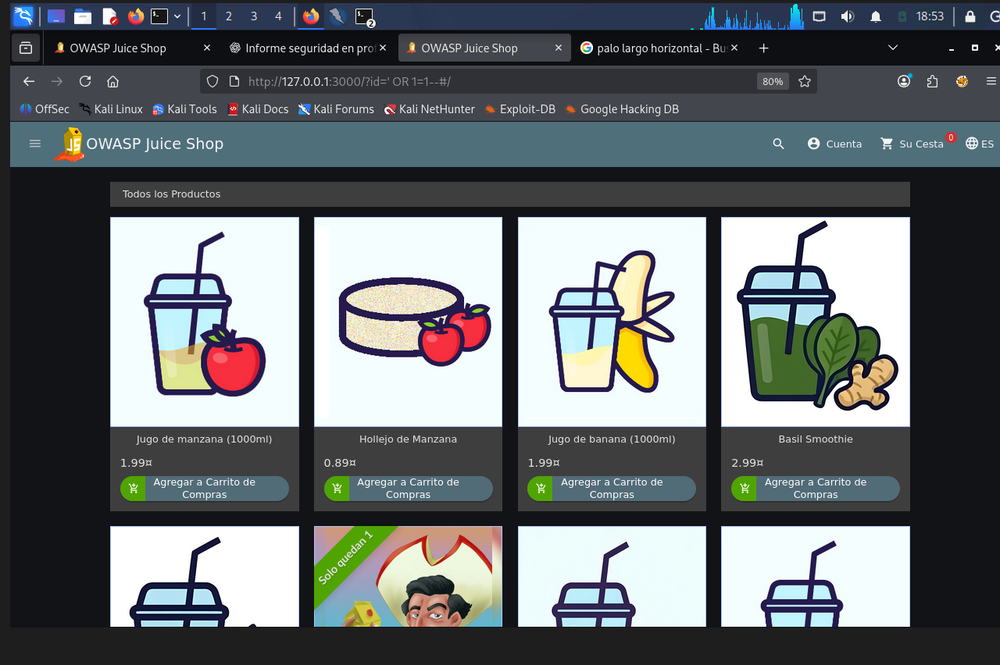 1 2 3 4 2 18:53
OWASP Juice Shop Informe seguridad en pro OWASP Juice Shop palo largo horizontal - Bu
http://127.0.0.1:3000/?id=' OR 1=1--#/ 80%
OffSec Kali Linux Kali Tools Kali Docs Kali Forums Kali NetHunter Exploit-DB Google Hacking DB
JS OWASP Juice Shop Cuenta Su Cesta 0 ES
Todos los Productos
Jugo de manzana (1000ml)
1.99¤
Agregar a Carrito de
Compras
Hollejo de Manzana
0.89¤
Agregar a Carrito de
Compras
Jugo de banana (1000ml)
1.99¤
Agregar a Carrito de
Compras
Basil Smoothie
2.99¤
Agregar a Carrito de
Compras
Solo quedan 1